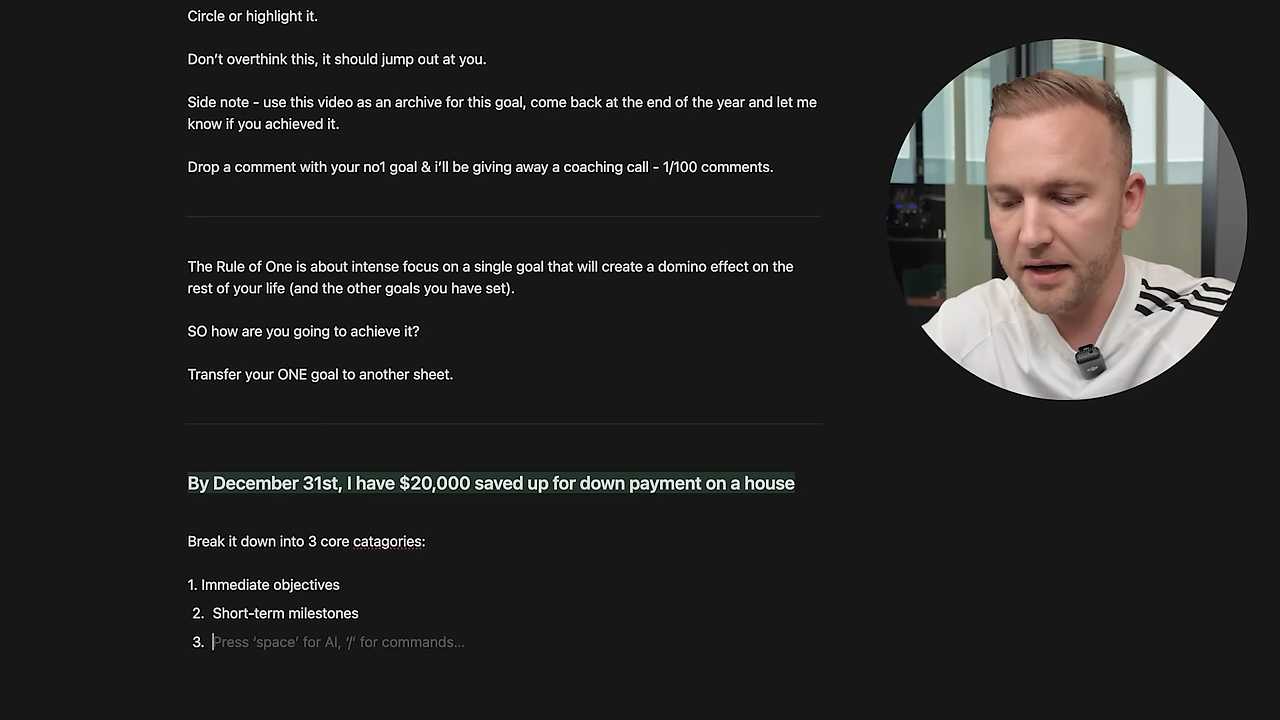 Circle or highlight it.
Don’t overthink this, it should jump out at you.
Side note - use this video as an archive for this goal, come back at the end of the year and let me
know if you achieved it.
Drop a comment with your no1 goal & i’ll be giving away a coaching call - 1/100 comments.
The Rule of One is about intense focus on a single goal that will create a domino effect on the
rest of your life (and the other goals you have set).
SO how are you going to achieve it?
Transfer your ONE goal to another sheet.
By December 31st, I have $20,000 saved up for down payment on a house
Break it down into 3 core catagories:
1. Immediate objectives
2. Short-term milestones
3. Press ‘space’ for AI, ‘/’ for commands...